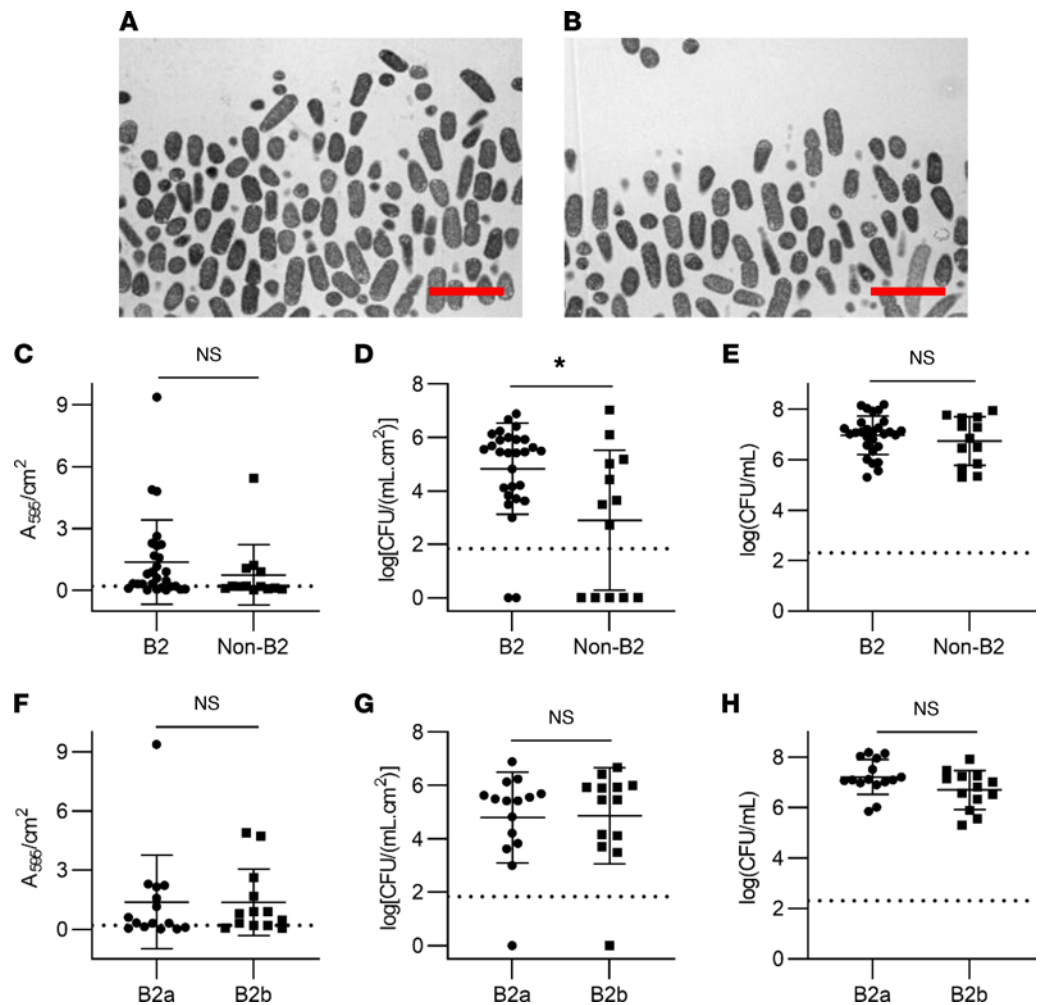 A
B
C
NS
9
6
3
0
A₅₉₅/cm²
B2
Non-B2
D
*
8
6
4
2
0
log[CFU/(mL.cm²)]
B2
Non-B2
E
NS
8
6
4
2
0
log(CFU/mL)
B2
Non-B2
F
NS
9
6
3
0
A₅₉₅/cm²
B2a
B2b
G
NS
8
6
4
2
0
log[CFU/(mL.cm²)]
B2a
B2b
H
NS
8
6
4
2
0
log(CFU/mL)
B2a
B2b